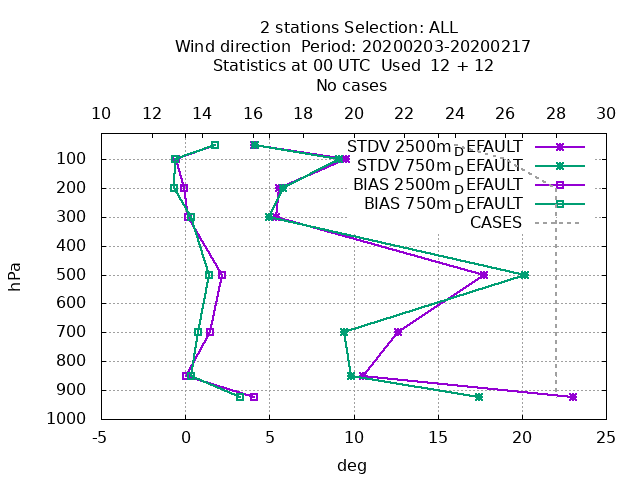 2 stations Selection: ALL
Wind direction  Period: 20200203-20200217
Statistics at 00 UTC  Used  12 + 12
No cases
10 12 14 16 18 20 22 24 26 28 30
STDV 2500m_DEFAULT
STDV 750m_DEFAULT
BIAS 2500m_DEFAULT
BIAS 750m_DEFAULT
CASES
hPa
100
200
300
400
500
600
700
800
900
1000
-5 0 5 10 15 20 25
deg